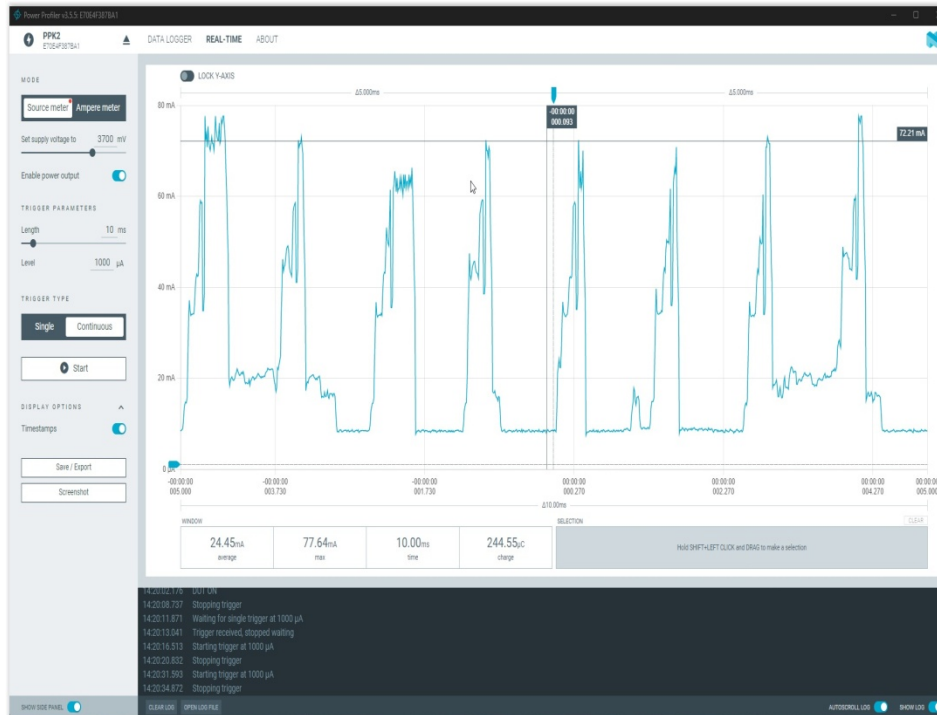 Power Profiler v3.5.5: E70E4F387BA1
PPK2
E70E4F387BA1
DATA LOGGER REAL-TIME ABOUT
MODE
Source meter Ampere meter
Set supply voltage to 3700 mV
Enable power output
TRIGGER PARAMETERS
Length 10 ms
Level 1000 µA
TRIGGER TYPE
Single Continuous
Start
DISPLAY OPTIONS
Timestamps
Save / Export
Screenshot
SHOW SIDE PANEL
LOCK Y-AXIS
Δ5.000ms Δ5.000ms
-00:00:00
000.093
80 mA
72.21 mA
60 mA
40 mA
20 mA
0 µA
-00:00:00 -00:00:00 -00:00:00 00:00:00 00:00:00 00:00:00 00:00:00
005.000 003.730 001.730 000.270 002.270 004.270 005.000
Δ10.00ms
WINDOW SELECTION CLEAR
24.45mA 77.64mA 10.00ms 244.55µC
average max time charge
Hold SHIFT+LEFT CLICK and DRAG to make a selection
14:20:02.176 DUT ON
14:20:08.737 Stopping trigger
14:20:11.871 Waiting for single trigger at 1000 µA
14:20:13.041 Trigger received, stopped waiting
14:20:16.513 Starting trigger at 1000 µA
14:20:20.832 Stopping trigger
14:20:31.593 Starting trigger at 1000 µA
14:20:34.872 Stopping trigger
CLEAR LOG OPEN LOG FILE AUTOSCROLL LOG SHOW LOG